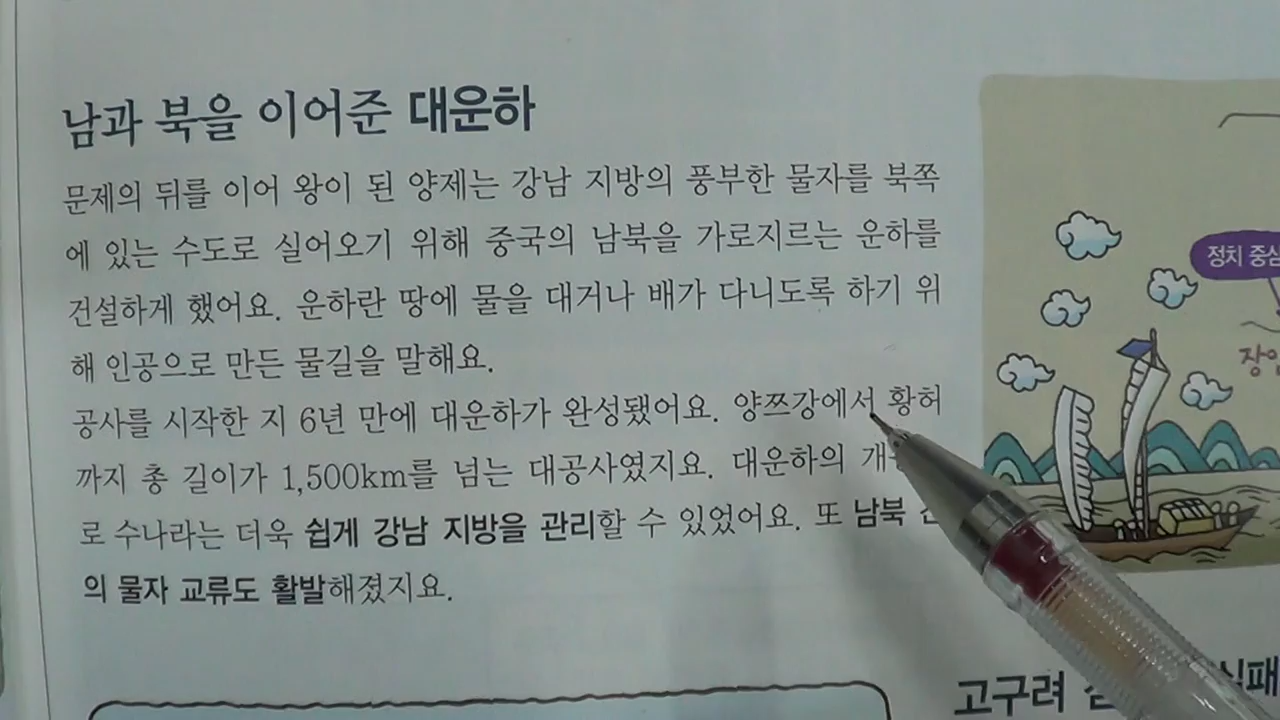 남과 북을 이어준 대운하
문제의 뒤를 이어 왕이 된 양제는 강남 지방의 풍부한 물자를 북쪽
에 있는 수도로 실어오기 위해 중국의 남북을 가로지르는 운하를
건설하게 했어요. 운하란 땅에 물을 대거나 배가 다니도록 하기 위
해 인공으로 만든 물길을 말해요.
공사를 시작한 지 6년 만에 대운하가 완성됐어요. 양쯔강에서 황허
까지 총 길이가 1,500km를 넘는 대공사였지요. 대운하의
로 수나라는 더욱 쉽게 강남 지방을 관리할 수 있었어요. 또 남북
의 물자 교류도 활발해졌지요.
정치 중심
고구려